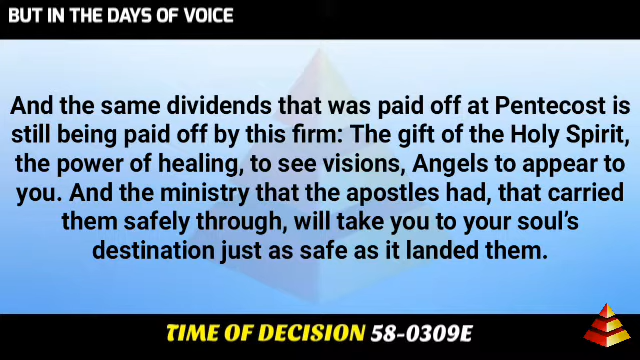 BUT IN THE DAYS OF VOICE
And the same dividends that was paid off at Pentecost is
still being paid off by this firm: The gift of the Holy Spirit,
the power of healing, to see visions, Angels to appear to
you. And the ministry that the apostles had, that carried
them safely through, will take you to your soul’s
destination just as safe as it landed them.
TIME OF DECISION 58-0309E